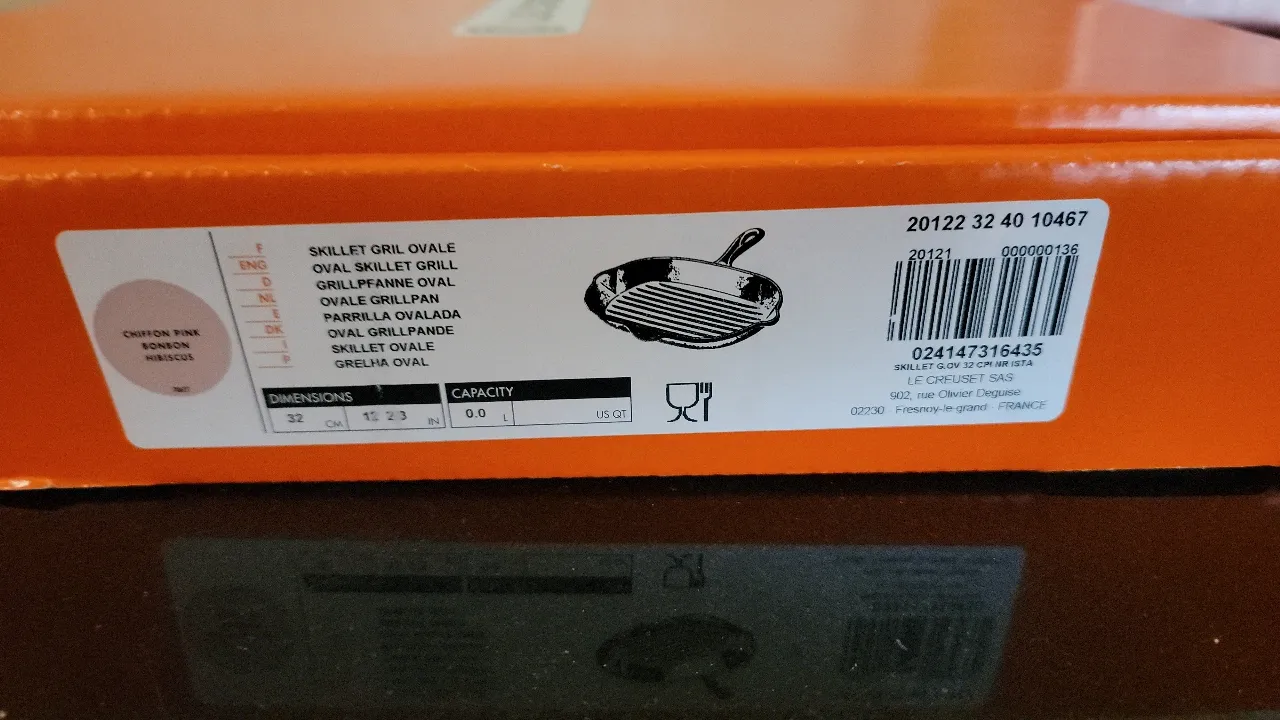 CHIFFON PINK
BONBON
HIBISCUS
F SKILLET GRIL OVALE
ENG OVAL SKILLET GRILL
D GRILLPFANNE OVAL
NL OVALE GRILLPAN
E PARRILLA OVALADA
DK OVAL GRILLPANDE
I SKILLET OVALE
P GRELHA OVAL
DIMENSIONS
32 CM IN
CAPACITY
0.0 L US QT
20122 32 40 10467
20121 000000136
024147316435
SKILLET G.OV 32 CPI NR ISTA
LE CREUSET SAS
902, rue Olivier Deguise
02230 - Fresnoy-le-grand - FRANCE